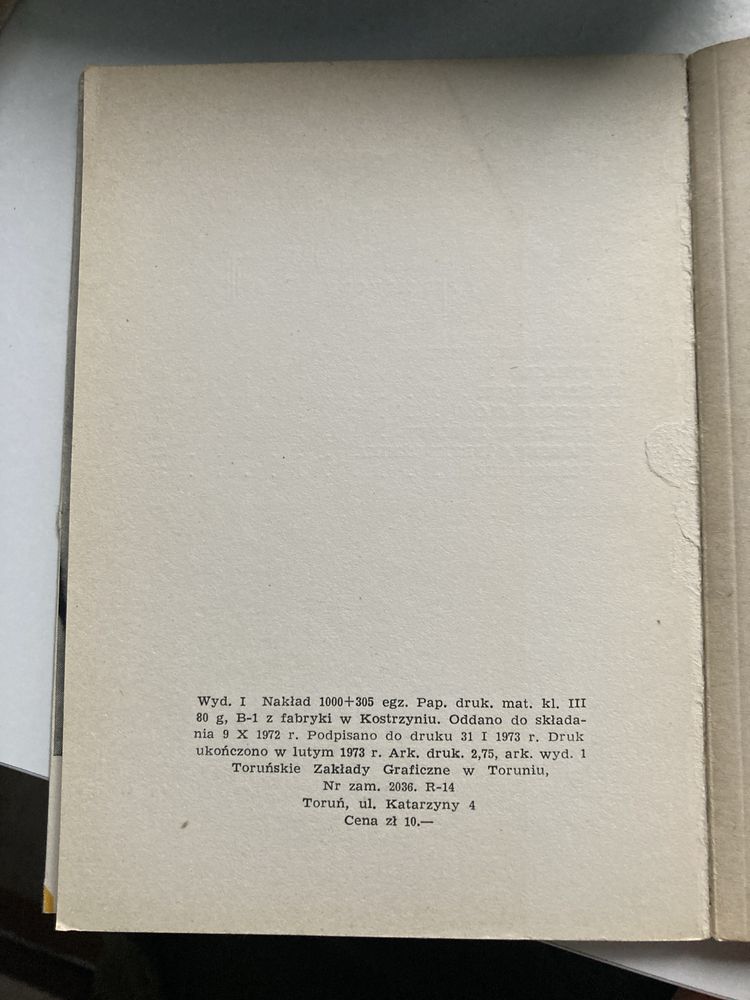 Wyd. I Nakład 1000+305 egz. Pap. druk. mat. kl. III
80 g, B-1 z fabryki w Kostrzyniu. Oddano do składa-
nia 9 X 1972 r. Podpisano do druku 31 I 1973 r. Druk
ukończono w lutym 1973 r. Ark. druk. 2,75, ark. wyd. 1
Toruńskie Zakłady Graficzne w Toruniu,
Nr zam. 2036. R-14
Toruń, ul. Katarzyny 4
Cena zł 10.—